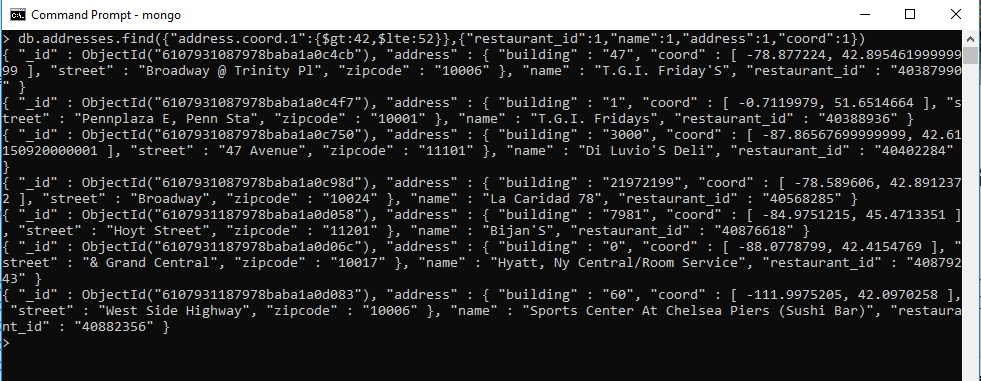 Command Prompt - mongo
> db.addresses.find({"address.coord.1":{$gt:42,$lte:52}},{"restaurant_id":1,"name":1,"address":1,"coord":1})
{ "_id" : ObjectId("6107931087978baba1a0c4cb"), "address" : { "building" : "47", "coord" : [ -78.877224, 42.8954619999999
99 ], "street" : "Broadway @ Trinity Pl", "zipcode" : "10006" }, "name" : "T.G.I. Friday'S", "restaurant_id" : "40387990
" }
{ "_id" : ObjectId("6107931087978baba1a0c4f7"), "address" : { "building" : "1", "coord" : [ -0.7119979, 51.6514664 ], "s
treet" : "Pennplaza E, Penn Sta", "zipcode" : "10001" }, "name" : "T.G.I. Fridays", "restaurant_id" : "40388936" }
{ "_id" : ObjectId("6107931087978baba1a0c750"), "address" : { "building" : "3000", "coord" : [ -87.86567699999999, 42.61
150920000001 ], "street" : "47 Avenue", "zipcode" : "11101" }, "name" : "Di Luvio'S Deli", "restaurant_id" : "40402284"
}
{ "_id" : ObjectId("6107931087978baba1a0c98d"), "address" : { "building" : "21972199", "coord" : [ -78.589606, 42.891237
2 ], "street" : "Broadway", "zipcode" : "10024" }, "name" : "La Caridad 78", "restaurant_id" : "40568285" }
{ "_id" : ObjectId("6107931187978baba1a0d058"), "address" : { "building" : "7981", "coord" : [ -84.9751215, 45.4713351 ]
, "street" : "Hoyt Street", "zipcode" : "11201" }, "name" : "Bijan'S", "restaurant_id" : "40876618" }
{ "_id" : ObjectId("6107931187978baba1a0d06c"), "address" : { "building" : "0", "coord" : [ -88.0778799, 42.4154769 ], "
street" : "& Grand Central", "zipcode" : "10017" }, "name" : "Hyatt, Ny Central/Room Service", "restaurant_id" : "408792
43" }
{ "_id" : ObjectId("6107931187978baba1a0d083"), "address" : { "building" : "60", "coord" : [ -111.9975205, 42.0970258 ],
 "street" : "West Side Highway", "zipcode" : "10006" }, "name" : "Sports Center At Chelsea Piers (Sushi Bar)", "restaura
nt_id" : "40882356" }
>